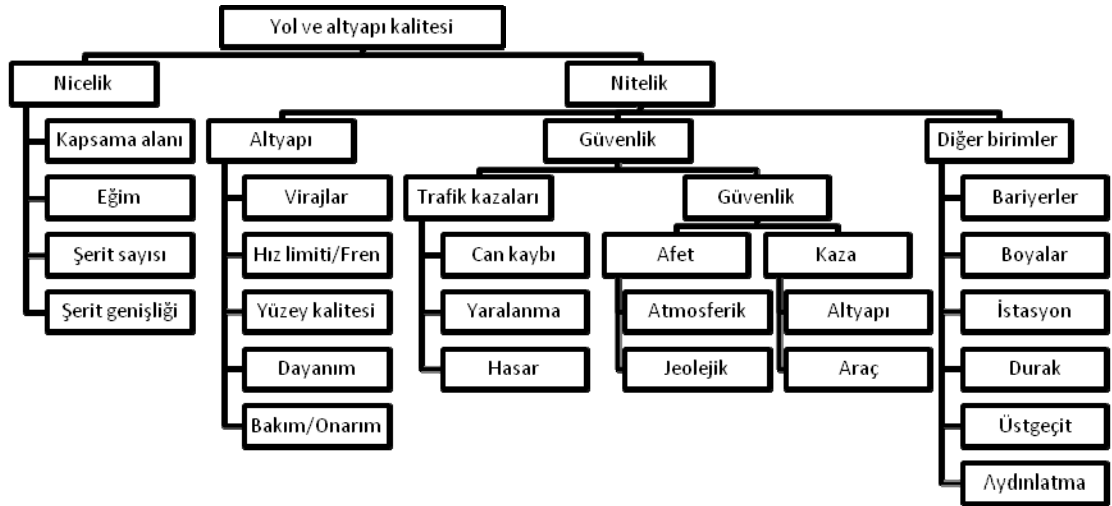 Yol ve altyapı kalitesi
Nicelik
Nitelik
Kapsama alanı
Altyapı
Güvenlik
Diğer birimler
Eğim
Virajlar
Trafik kazaları
Güvenlik
Bariyerler
Şerit sayısı
Hız limiti/Fren
Can kaybı
Afet
Kaza
Boyalar
Şerit genişliği
Yüzey kalitesi
Yaralanma
Atmosferik
Altyapı
İstasyon
Dayanım
Hasar
Jeolejik
Araç
Durak
Bakım/Onarım
Üstgeçit
Aydınlatma